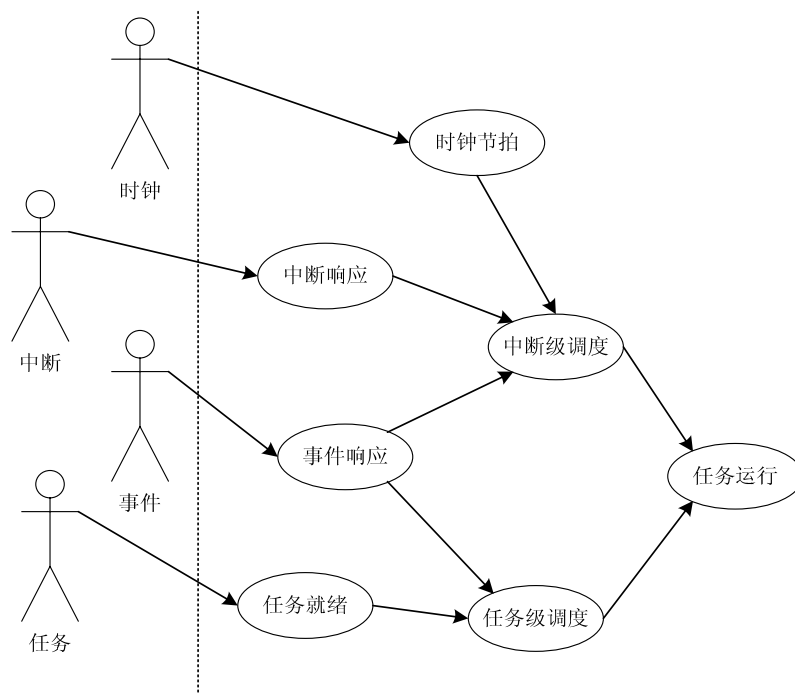 时钟节拍
时钟
中断响应
中断级调度
中断
事件响应
任务运行
事件
任务就绪
任务级调度
任务